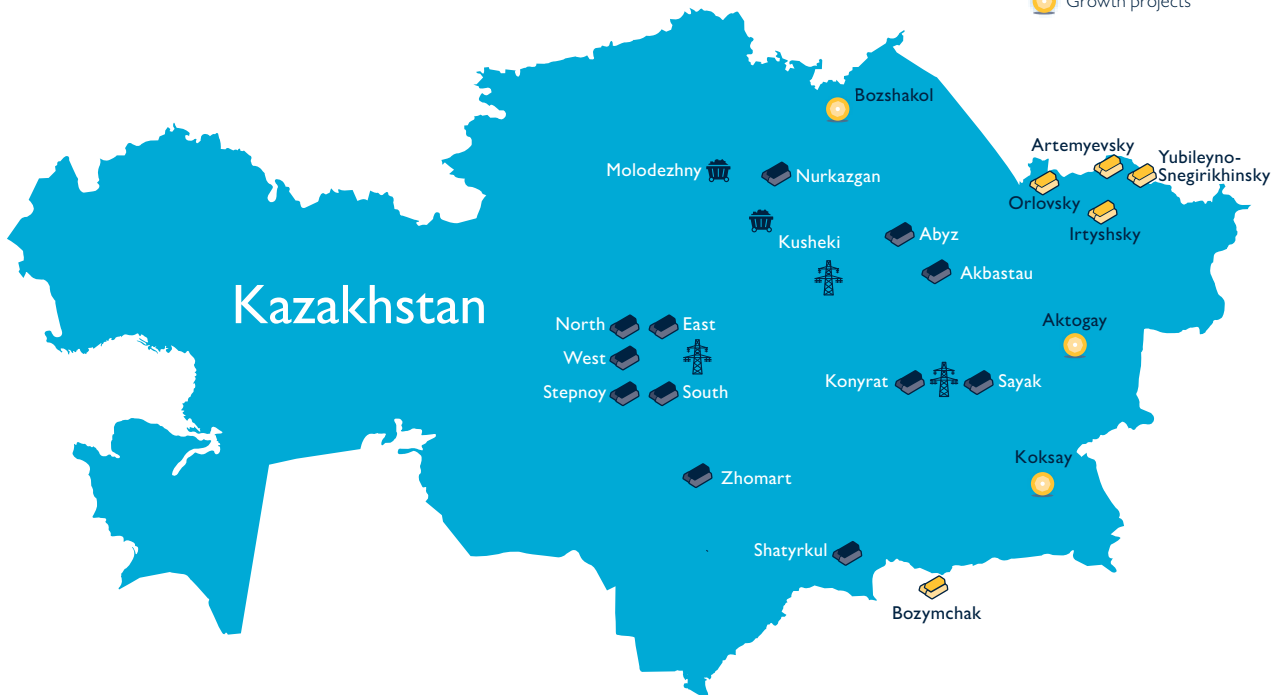 Growth projects
Bozshakol
Artemyevsky
Yubileyno-
Snegirikhinsky
Molodezhny
Nurkazgan
Orlovsky
Irtyshsky
Kusheki
Abyz
Akbastau
Kazakhstan
North
East
Aktogay
West
Konyrat
Sayak
Stepnoy
South
Koksay
Zhomart
Shatyrkul
Bozymchak